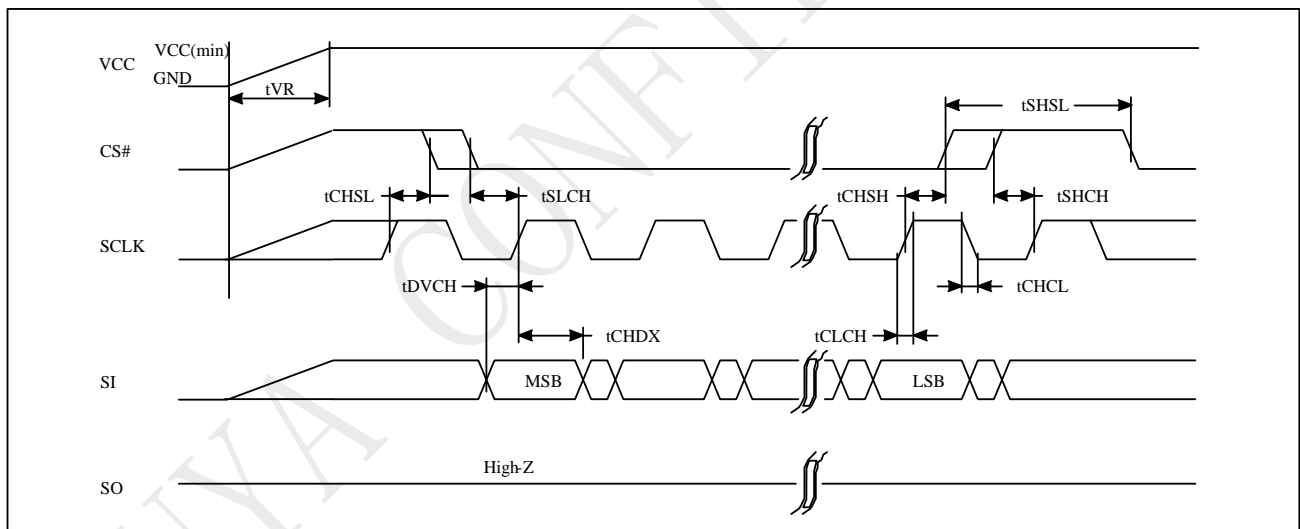 VCC(min)
VCC
GND
tVR
tSHSL
CS#
tCHSL
tSLCH
tCHSH
tSHCH
SCLK
tDVCH
tCHCL
tCHDX
tCLCH
SI
MSB
LSB
High-Z
SO